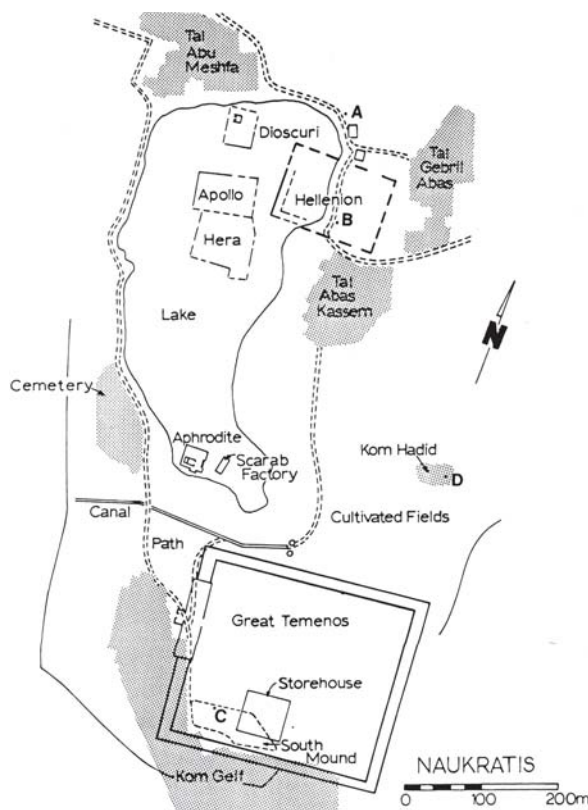 Tal
Abu
Meshfa
A
Dioscuri
Tal
Gebril
Abas
Apollo
Hellenion
B
Hera
Tal
Abas
Kassem
N
Lake
Cemetery
Aphrodite
Scarab
Factory
Kom Hadid
D
Canal
Cultivated Fields
Path
Great Temenos
Storehouse
C
South
Mound
Kom Geif
NAUKRATIS
0
100
200m